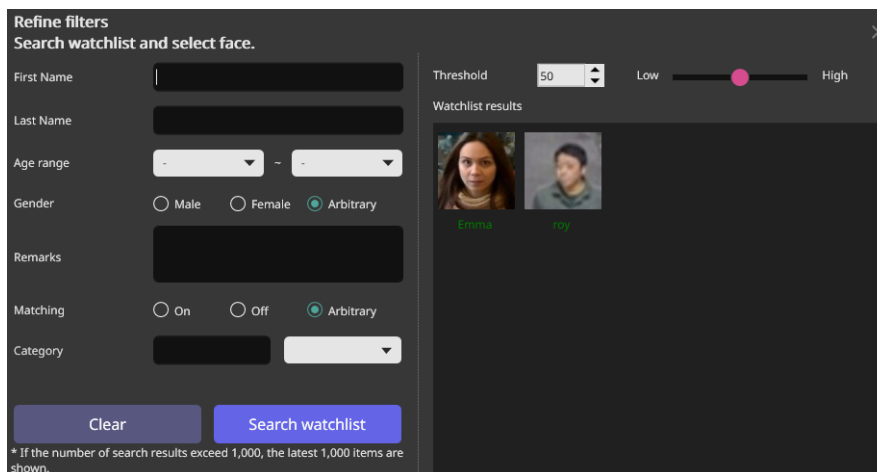 Refine filters
Search watchlist and select face.
First Name
Last Name
Age range
- ~ -
Gender
Male Female Arbitrary
Remarks
Matching
On Off Arbitrary
Category
Clear Search watchlist
* If the number of search results exceed 1,000, the latest 1,000 items are
shown.
Threshold 50 Low High
Watchlist results
Emma roy